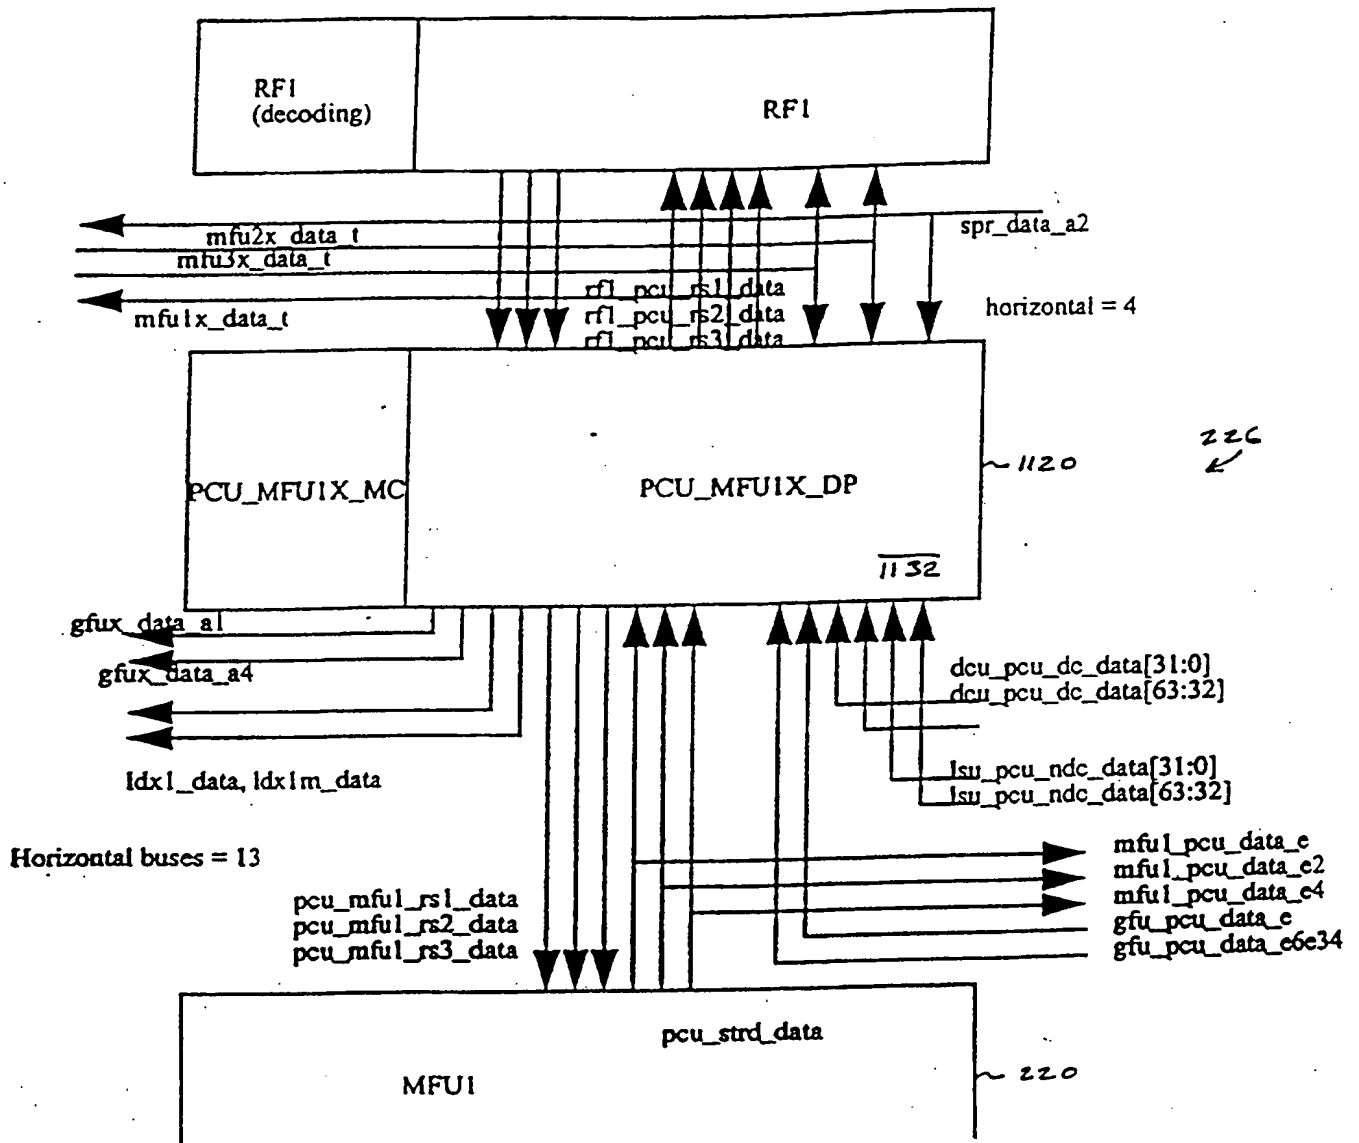 RF1
(decoding)
RF1
spr_data_a2
mfu2x_data_t
mfu3x_data_t
rf1_pcu_rs1_data
mfu1x_data_t
rf1_pcu_rs2_data
horizontal = 4
rf1_pcu_rs3_data
226
1120
PCU_MFU1X_MC
PCU_MFU1X_DP
1132
gfux_data_a1
gfux_data_a4
dcu_pcu_dc_data[31:0]
dcu_pcu_dc_data[63:32]
ldx1_data, ldx1m_data
lsu_pcu_ndc_data[31:0]
lsu_pcu_ndc_data[63:32]
Horizontal buses = 13
mfu1_pcu_data_e
mfu1_pcu_data_e2
mfu1_pcu_data_e4
gfu_pcu_data_e
gfu_pcu_data_e6e34
pcu_mfu1_rs1_data
pcu_mfu1_rs2_data
pcu_mfu1_rs3_data
pcu_strd_data
MFU1
220